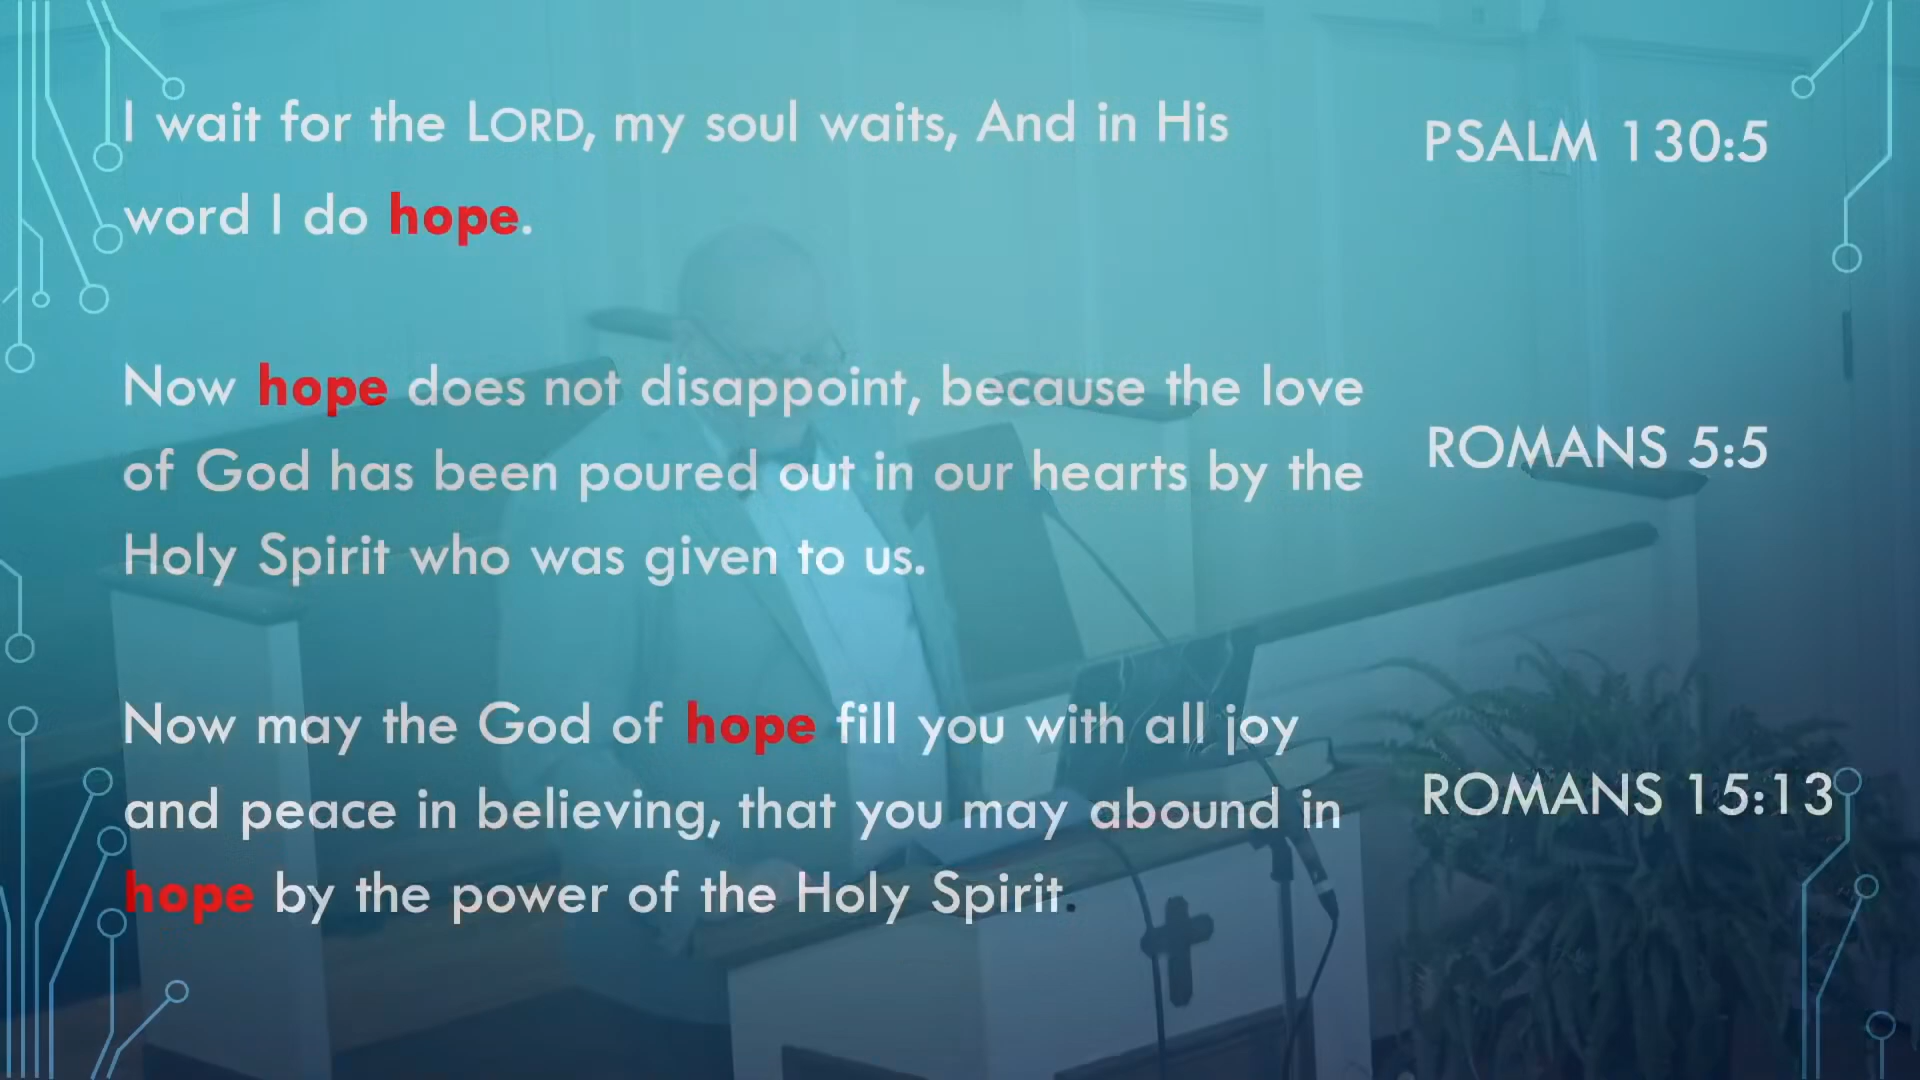 I wait for the LORD, my soul waits, And in His
word I do hope.
PSALM 130:5
Now hope does not disappoint, because the love
of God has been poured out in our hearts by the
Holy Spirit who was given to us.
ROMANS 5:5
Now may the God of hope fill you with all joy
and peace in believing, that you may abound in
hope by the power of the Holy Spirit.
ROMANS 15:13